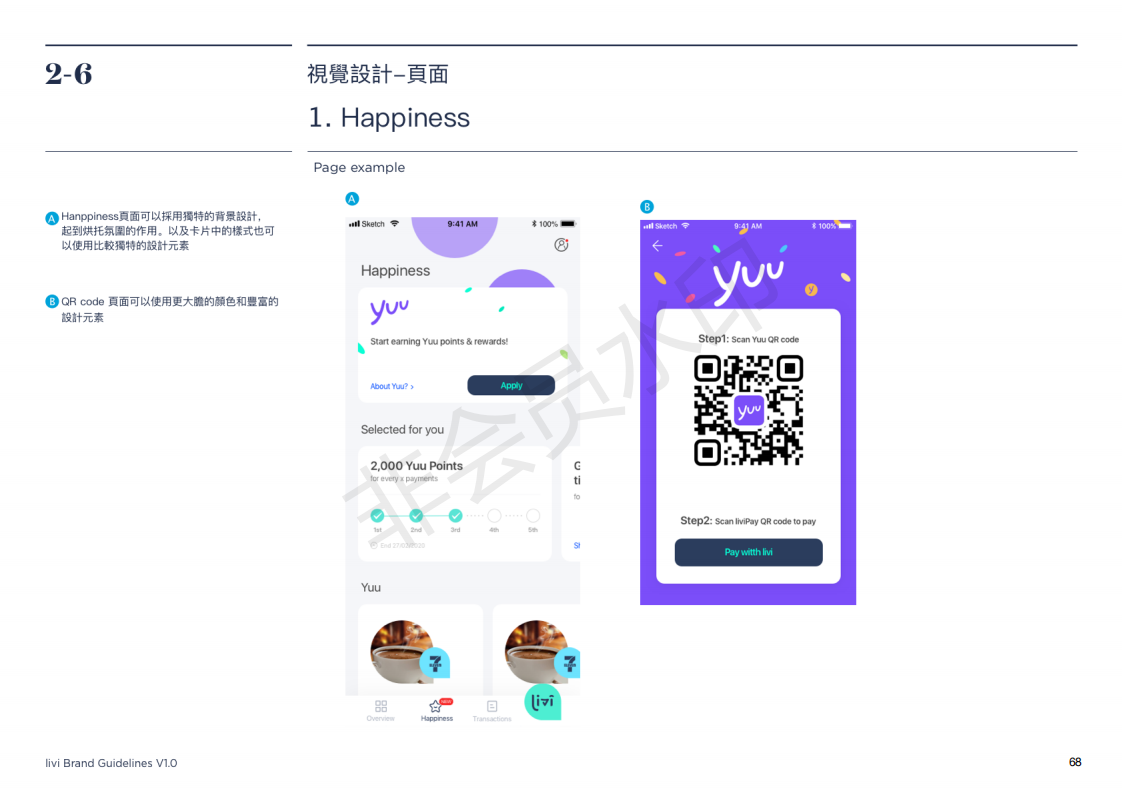 2-6
視覺設計–頁面
1. Happiness
Page example
A
Hanppiness頁面可以採用獨特的背景設計,
起到烘托氛圍的作用。以及卡片中的樣式也可
以使用比較獨特的設計元素
B
QR code 頁面可以使用更大膽的顏色和豐富的
設計元素
A
Sketch 9:41 AM 100%
Happiness
yuu
Start earning Yuu points & rewards!
About Yuu? › Apply
Selected for you
2,000 Yuu Points
for every x payments
1st 2nd 3rd 4th 5th
G
ti
fo
Sh
Yuu
7
7
livi
Overview Happiness Transactions
B
Sketch 9:41 AM 100%
yuu
y
Step1: Scan Yuu QR code
yuu
Step2: Scan liviPay QR code to pay
Pay witth livi
非会员水印
livi Brand Guidelines V1.0
68